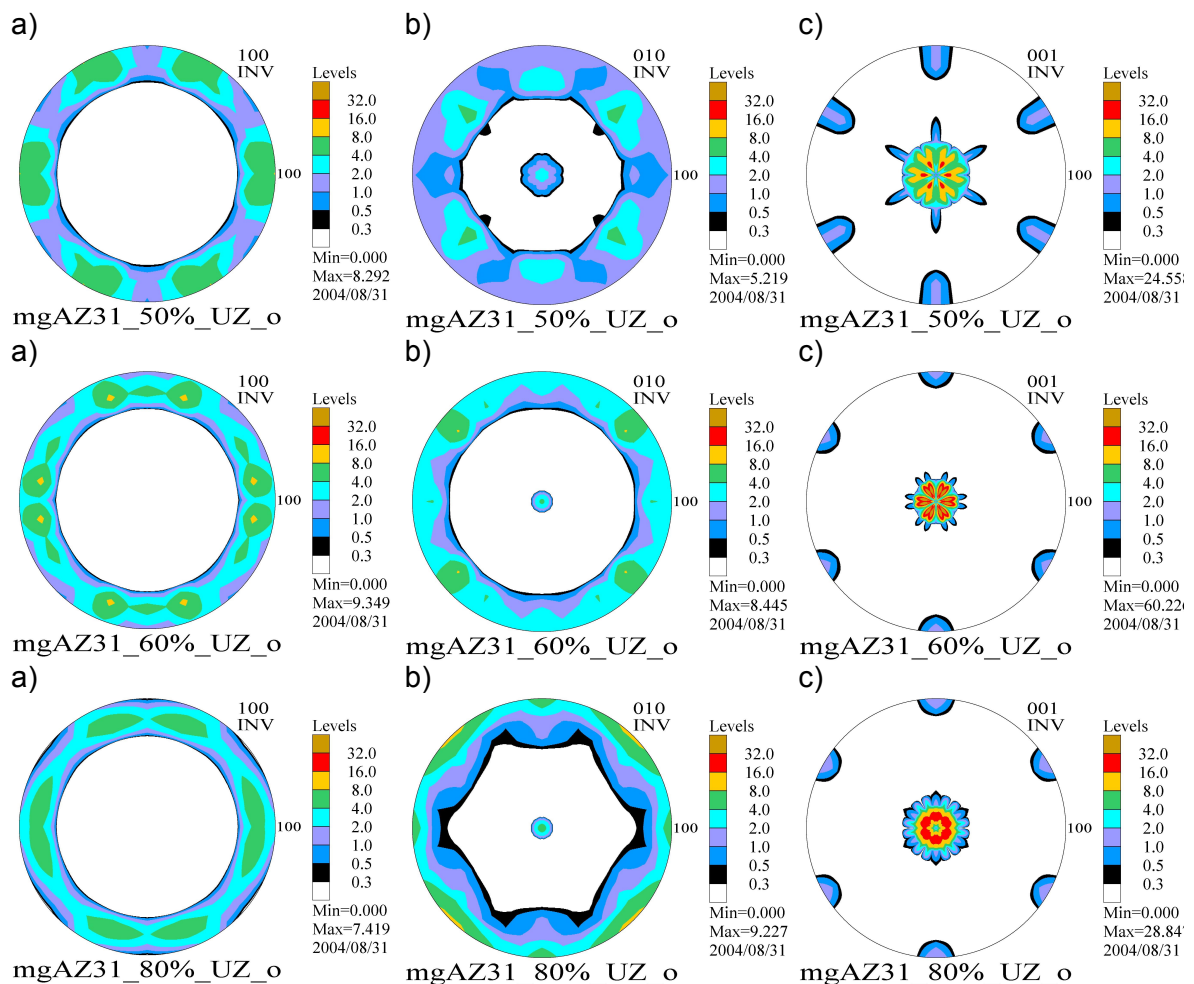 a)
100
INV
Levels
32.0
16.0
8.0
4.0
2.0
1.0
0.5
0.3
100
Min=0.000
Max=8.292
2004/08/31
mgAZ31_50%_UZ_o
b)
010
INV
Levels
32.0
16.0
8.0
4.0
2.0
1.0
0.5
0.3
100
Min=0.000
Max=5.219
2004/08/31
mgAZ31_50%_UZ_o
c)
001
INV
Levels
32.0
16.0
8.0
4.0
2.0
1.0
0.5
0.3
100
Min=0.000
Max=24.558
2004/08/31
mgAZ31_50%_UZ_o
a)
100
INV
Levels
32.0
16.0
8.0
4.0
2.0
1.0
0.5
0.3
100
Min=0.000
Max=9.349
2004/08/31
mgAZ31_60%_UZ_o
b)
010
INV
Levels
32.0
16.0
8.0
4.0
2.0
1.0
0.5
0.3
100
Min=0.000
Max=8.445
2004/08/31
mgAZ31_60%_UZ_o
c)
001
INV
Levels
32.0
16.0
8.0
4.0
2.0
1.0
0.5
0.3
100
Min=0.000
Max=60.226
2004/08/31
mgAZ31_60%_UZ_o
a)
100
INV
Levels
32.0
16.0
8.0
4.0
2.0
1.0
0.5
0.3
100
Min=0.000
Max=7.419
2004/08/31
mgAZ31_80%_UZ_o
b)
010
INV
Levels
32.0
16.0
8.0
4.0
2.0
1.0
0.5
0.3
100
Min=0.000
Max=9.227
2004/08/31
mgAZ31_80%_UZ_o
c)
001
INV
Levels
32.0
16.0
8.0
4.0
2.0
1.0
0.5
0.3
100
Min=0.000
Max=28.847
2004/08/31
mgAZ31_80%_UZ_o